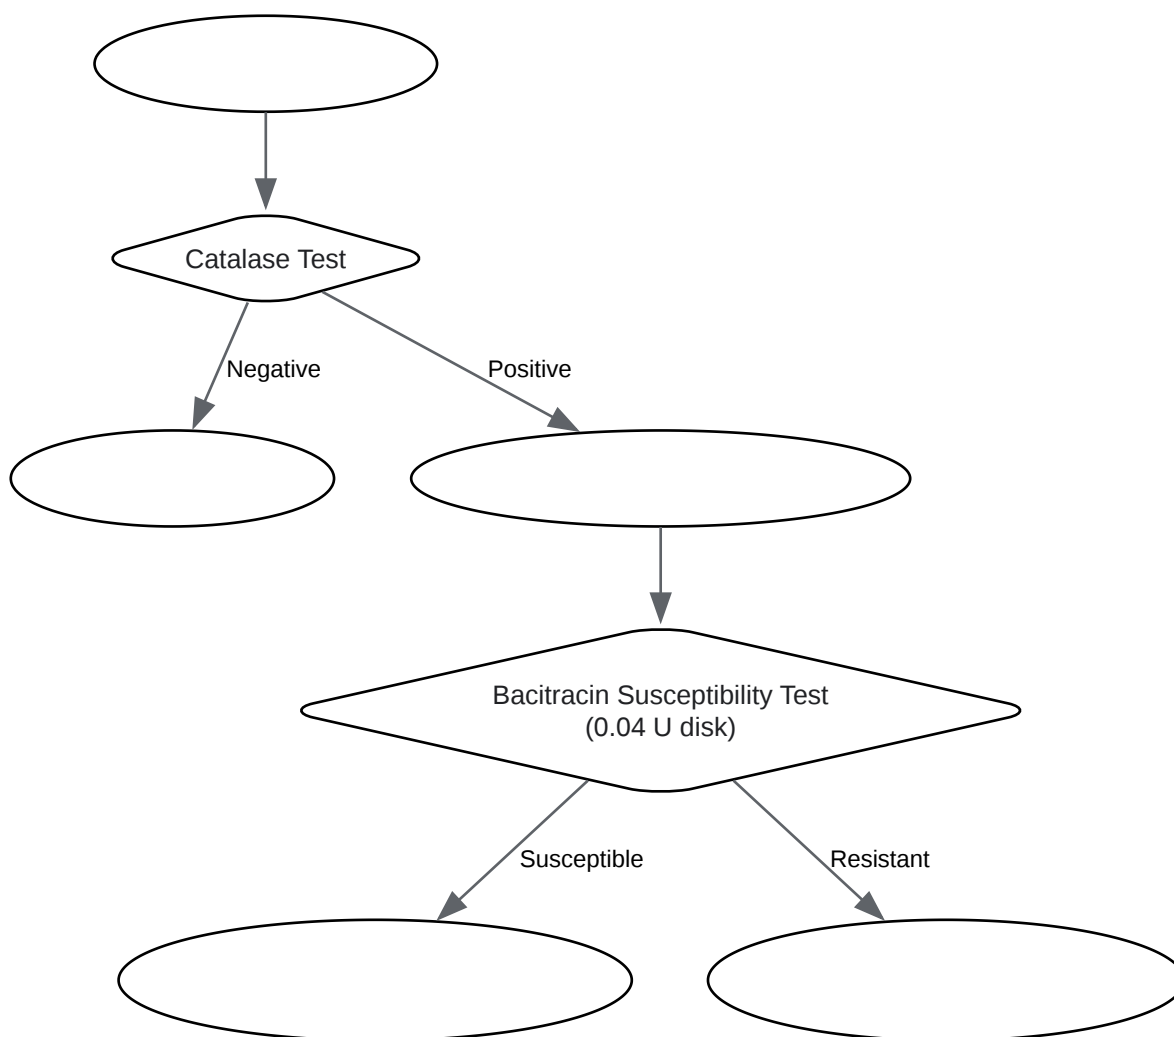 Catalase Test
Negative
Positive
Bacitracin Susceptibility Test
(0.04 U disk)
Susceptible
Resistant